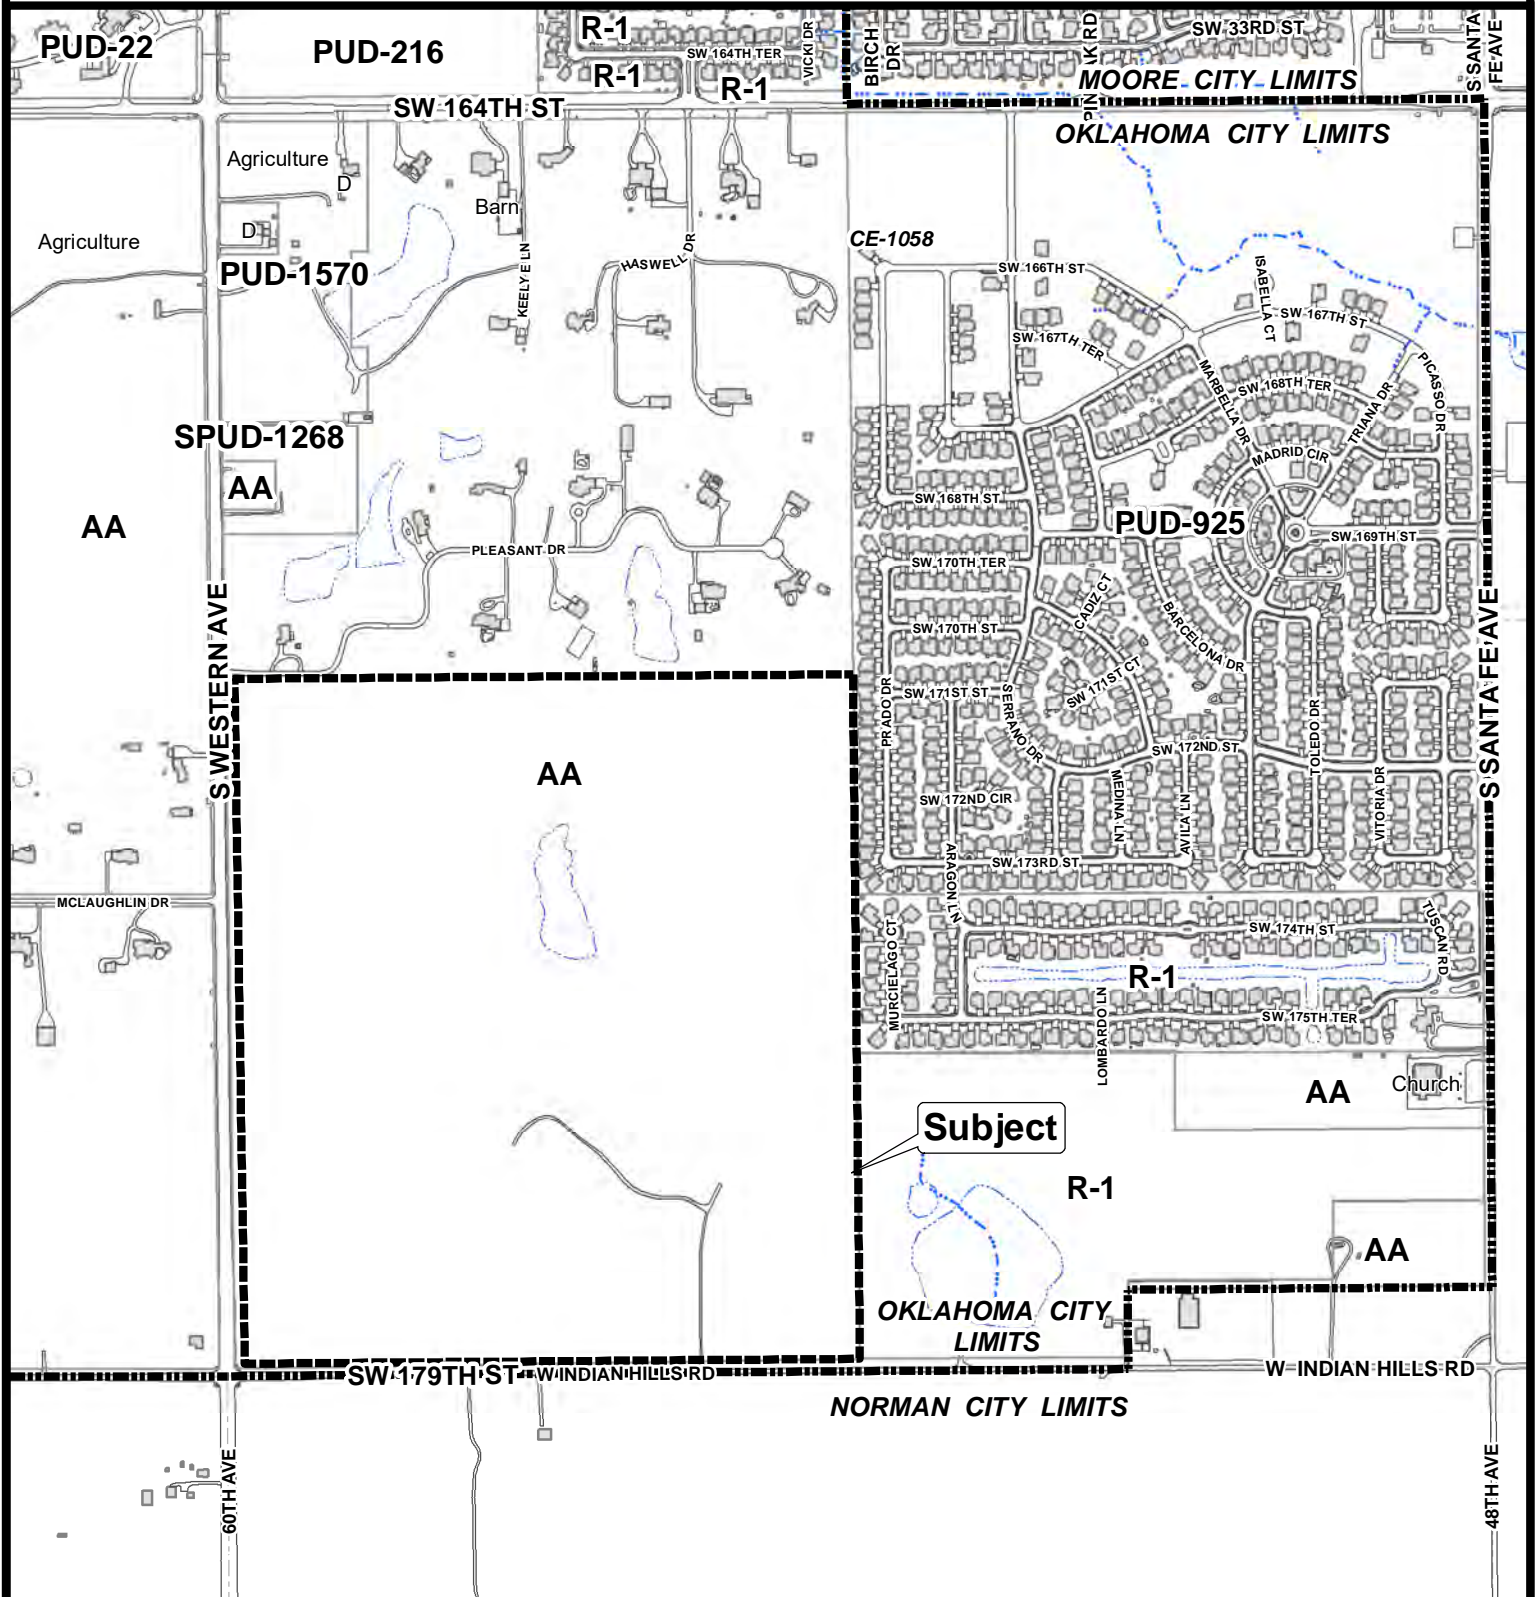 PUD-22
PUD-216
R-1
SW 164TH TER
VICKI DR
R-1
R-1
BIRCH DR
SW 33RD ST
S SANTA FE AVE
MOORE CITY LIMITS
SW 164TH ST
OKLAHOMA CITY LIMITS
Agriculture
D
Barn
Agriculture
D
CE-1058
PUD-1570
KEELY E LN
HASWELL DR
SW 166TH ST
ISABELLA CT
SW 167TH ST
SW 167TH TER
MARBELLA DR
SW 168TH TER
PICASSO DR
TRIANA DR
SPUD-1268
AA
MADRID CIR
SW 168TH ST
AA
PUD-925
SW 169TH ST
PLEASANT DR
SW 170TH TER
CADIZ CT
BARCELONA DR
S WESTERN AVE
SW 170TH ST
S SANTA FE AVE
SW 171ST CT
PRADO DR
SW 171ST ST
SERRANO DR
TOLEDO DR
SW 172ND ST
AA
SW 172ND CIR
MEDINA LN
AVILA LN
VITORIA DR
SW 173RD ST
ARAGON LN
MCLAUGHLIN DR
MURCIELAGO CT
SW 174TH ST
TUSCAN RD
R-1
LOMBARDO LN
SW 175TH TER
AA
Church
Subject
R-1
AA
OKLAHOMA CITY
LIMITS
SW 179TH ST
W INDIAN HILLS RD
W INDIAN HILLS RD
NORMAN CITY LIMITS
60TH AVE
48TH AVE